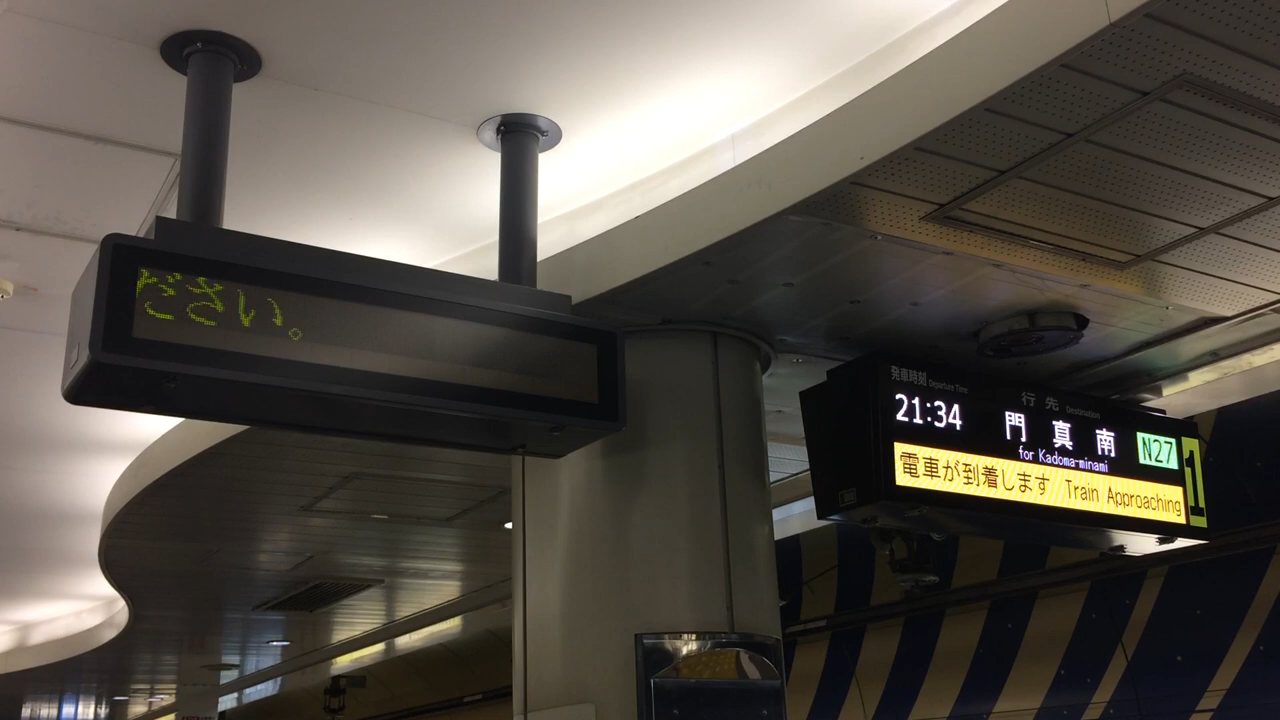 ださい。
発車時刻 Departure Time
行先 Destination
21:34 門真南 N27
for Kadoma-minami
電車が到着します Train Approaching
1